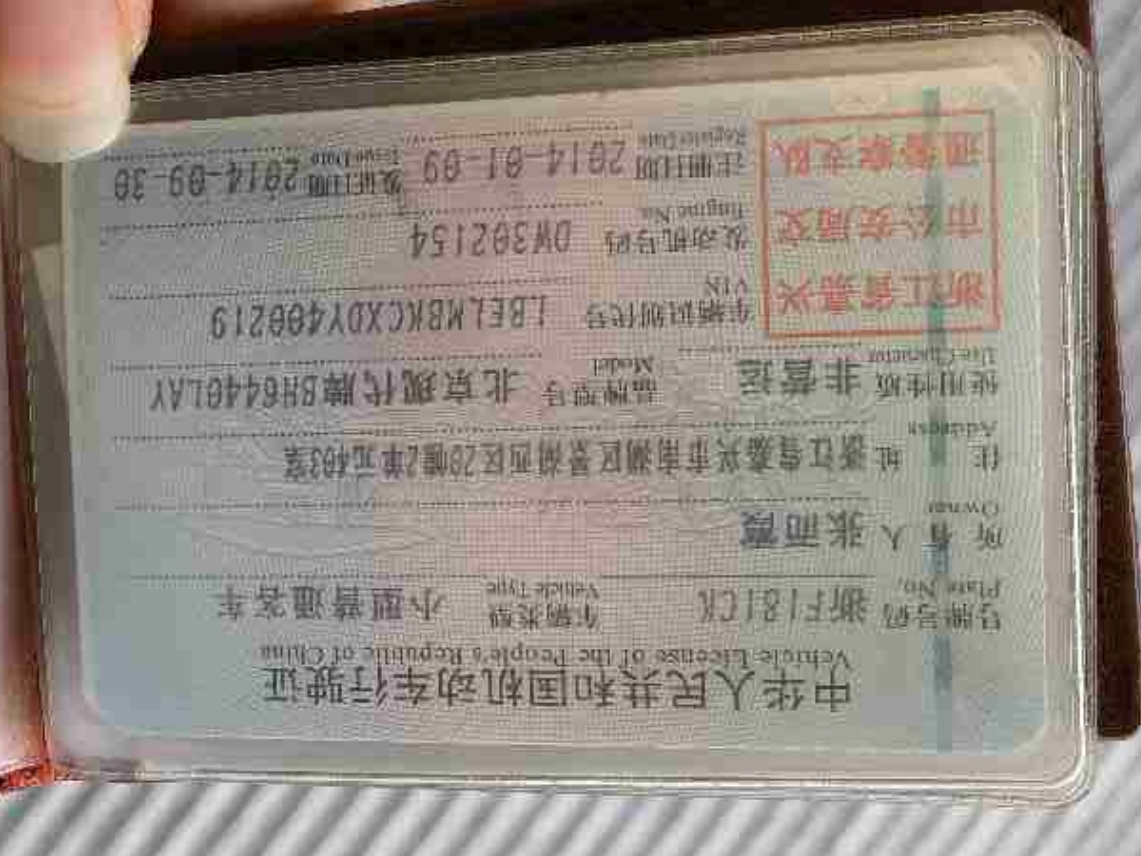 中华人民共和国机动车行驶证
Vehicle License of the People's Republic of China
号牌号码 浙F181CK 车辆类型 小型普通客车
Plate No. Vehicle Type
所有人 张而霞
Owner
住址 浙江省嘉兴市南湖区景湖西区20幢2单元403室
Address
使用性质 非营运 品牌型号 北京现代牌BH6440LAY
Use Character Model
浙江省嘉兴
市公安局交
通警察支队
车辆识别代号 LBELMBKCXDY400219
VIN
发动机号码 DW302154
Engine No.
注册日期 2014-01-09 发证日期 2014-09-30
Register Date Issue Date